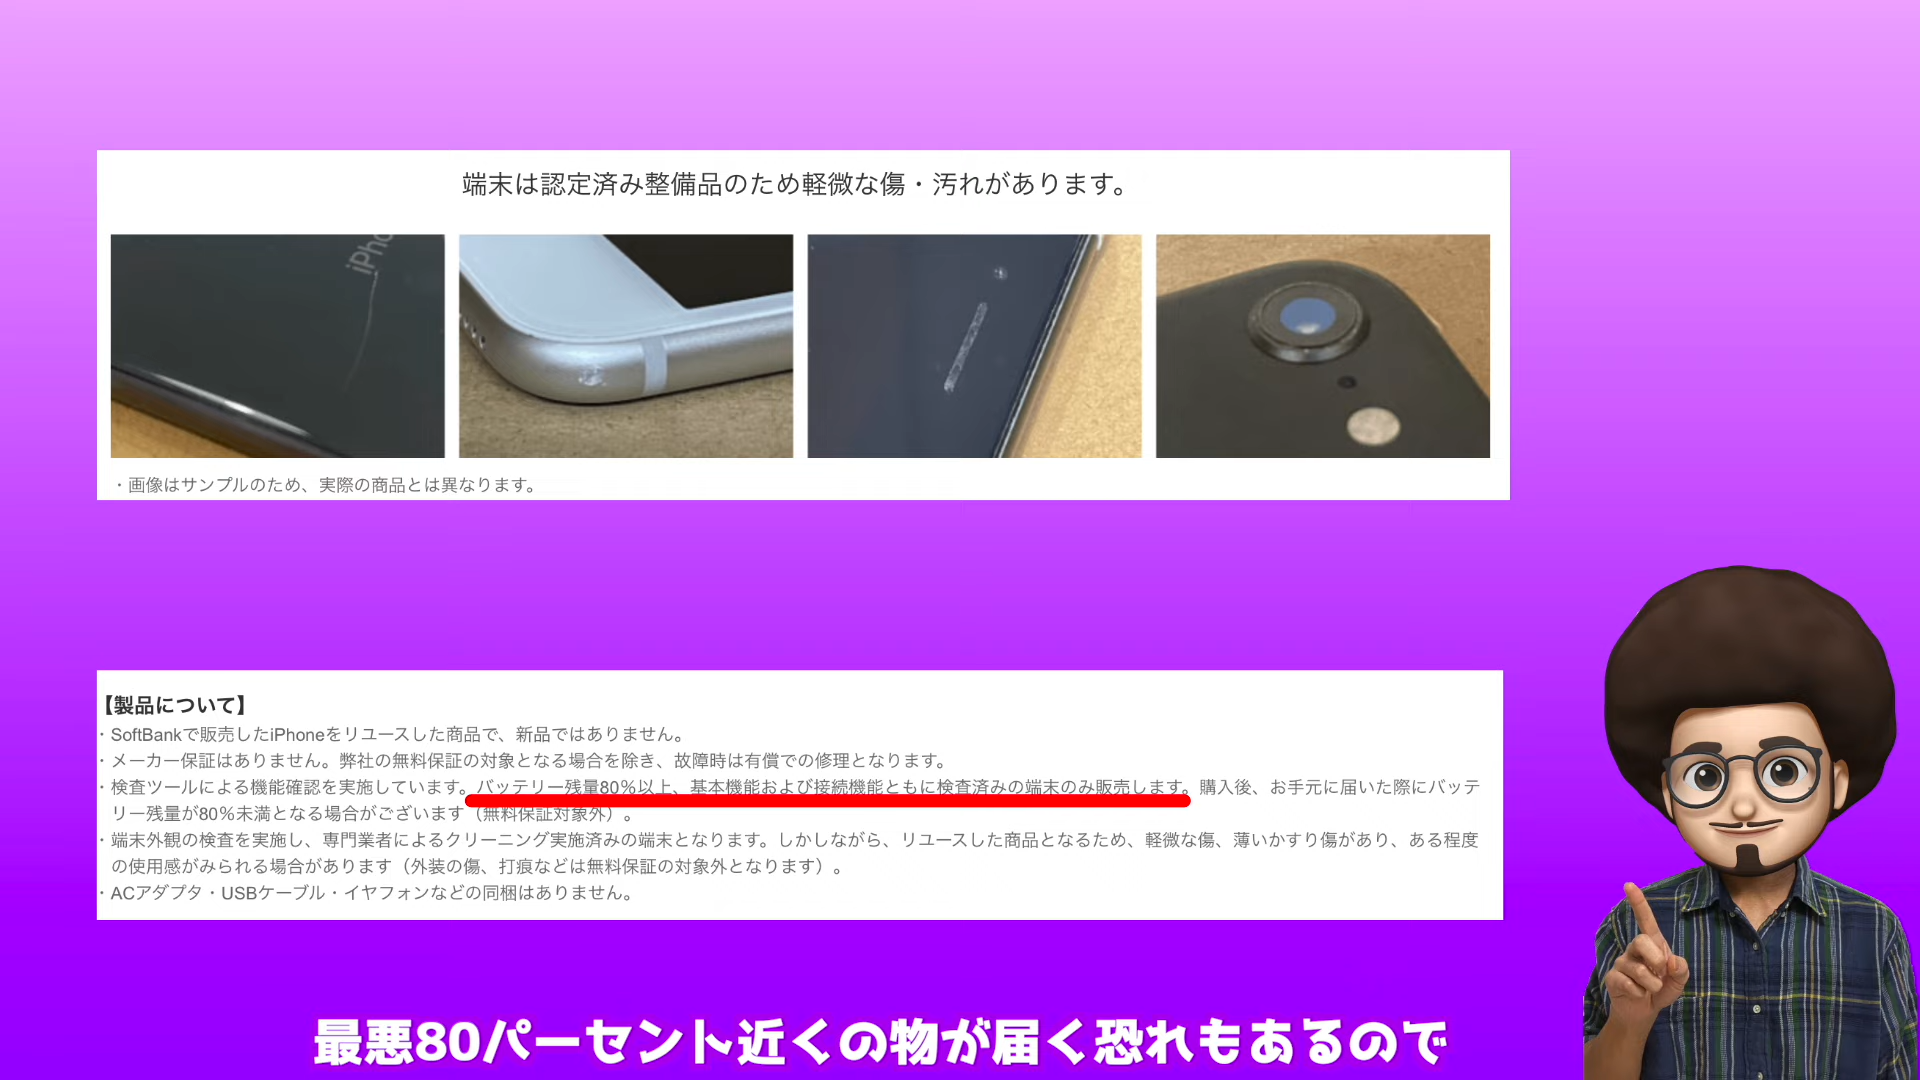 端末は認定済み整備品のため軽微な傷・汚れがあります。
iPho
・画像はサンプルのため、実際の商品とは異なります。
【製品について】
・SoftBankで販売したiPhoneをリユースした商品で、新品ではありません。
・メーカー保証はありません。弊社の無料保証の対象となる場合を除き、故障時は有償での修理となります。
・検査ツールによる機能確認を実施しています。バッテリー残量80%以上、基本機能および接続機能ともに検査済みの端末のみ販売します。購入後、お手元に届いた際にバッテ
リー残量が80%未満となる場合がございます（無料保証対象外）。
・端末外観の検査を実施し、専門業者によるクリーニング実施済みの端末となります。しかしながら、リユースした商品となるため、軽微な傷、薄いかすり傷があり、ある程度
の使用感がみられる場合があります（外装の傷、打痕などは無料保証の対象外となります）。
・ACアダプタ・USBケーブル・イヤフォンなどの同梱はありません。
最悪80パーセント近くの物が届く恐れもあるので